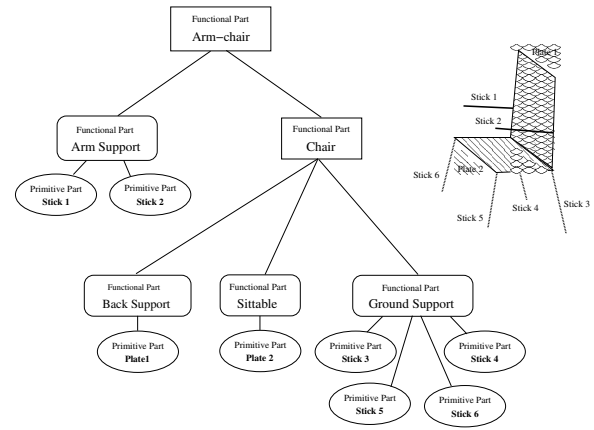 Functional Part
Arm−chair
Plate 1
Stick 1
Stick 2
Functional Part
Arm Support
Functional Part
Chair
Plate 2
Stick 6
Primitive Part
Stick 1
Primitive Part
Stick 2
Stick 3
Stick 4
Stick 5
Functional Part
Back Support
Functional Part
Sittable
Functional Part
Ground Support
Primitive Part
Plate1
Primitive Part
Plate 2
Primitive Part
Stick 3
Primitive Part
Stick 4
Primitive Part
Stick 5
Primitive Part
Stick 6